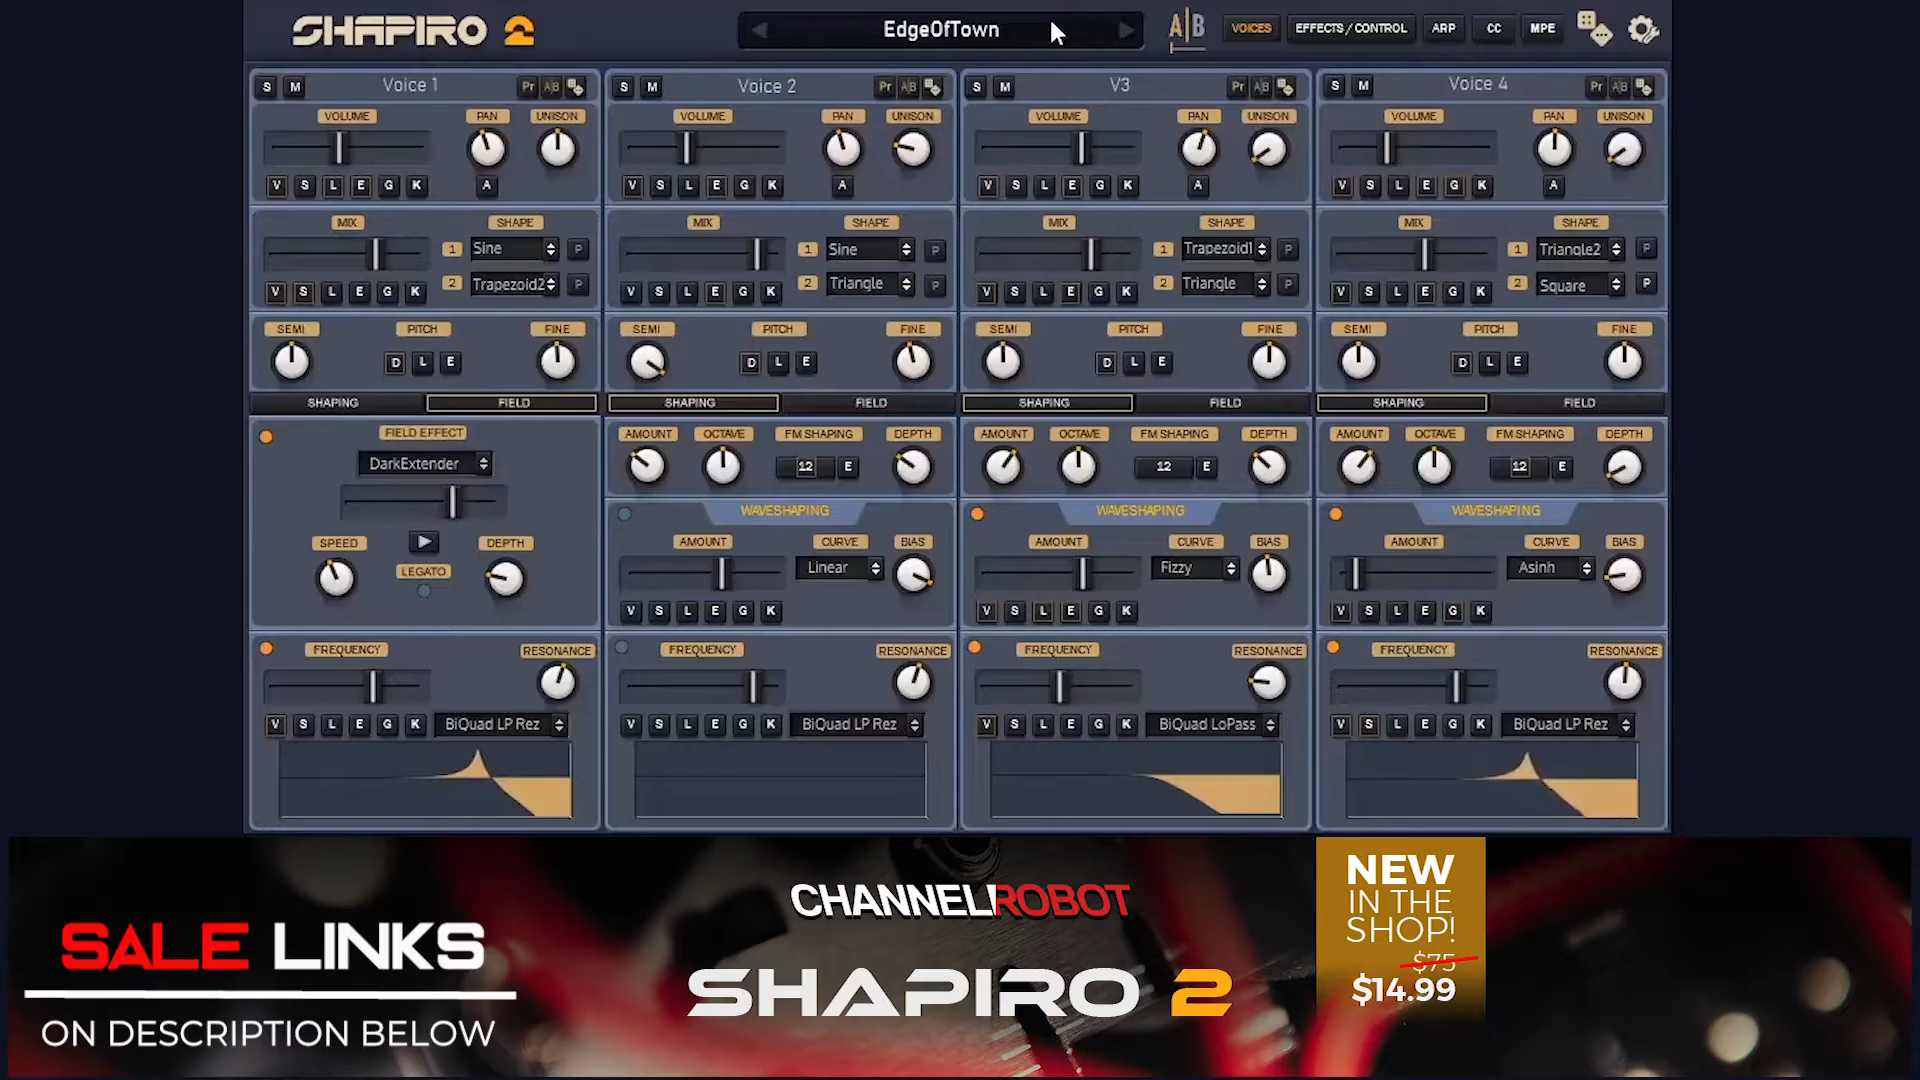 SHAPIRO 2
EdgeOfTown
A|B
VOICES
EFFECTS / CONTROL
ARP
CC
MPE
S M Voice 1 Pr A|B
S M Voice 2 Pr A|B
S M V3 Pr A|B
S M Voice 4 Pr A|B
VOLUME PAN UNISON
VOLUME PAN UNISON
VOLUME PAN UNISON
VOLUME PAN UNISON
V S L E G K A
V S L E G K A
V S L E G K A
V S L E G K A
MIX SHAPE
MIX SHAPE
MIX SHAPE
MIX SHAPE
1 Sine P
1 Sine P
1 Trapezoid1 P
1 Triangle2 P
V S L E G K 2 Trapezoid2 P
V S L E G K 2 Triangle P
V S L E G K 2 Triangle P
V S L E G K 2 Square P
SEMI PITCH FINE
SEMI PITCH FINE
SEMI PITCH FINE
SEMI PITCH FINE
D L E
D L E
D L E
D L E
SHAPING FIELD
SHAPING FIELD
SHAPING FIELD
SHAPING FIELD
FIELD EFFECT
DarkExtender
SPEED DEPTH
LEGATO
AMOUNT OCTAVE FM SHAPING DEPTH
12 E
WAVESHAPING
AMOUNT CURVE BIAS
Linear
V S L E G K
AMOUNT OCTAVE FM SHAPING DEPTH
12 E
WAVESHAPING
AMOUNT CURVE BIAS
Fizzy
V S L E G K
AMOUNT OCTAVE FM SHAPING DEPTH
12 E
WAVESHAPING
AMOUNT CURVE BIAS
Asinh
V S L E G K
FREQUENCY RESONANCE
FREQUENCY RESONANCE
FREQUENCY RESONANCE
FREQUENCY RESONANCE
V S L E G K BiQuad LP Rez
V S L E G K BiQuad LP Rez
V S L E G K BiQuad LoPass
V S L E G K BiQuad LP Rez
SALE LINKS
ON DESCRIPTION BELOW
CHANNELROBOT
SHAPIRO 2
NEW
IN THE
SHOP!
$75
$14.99